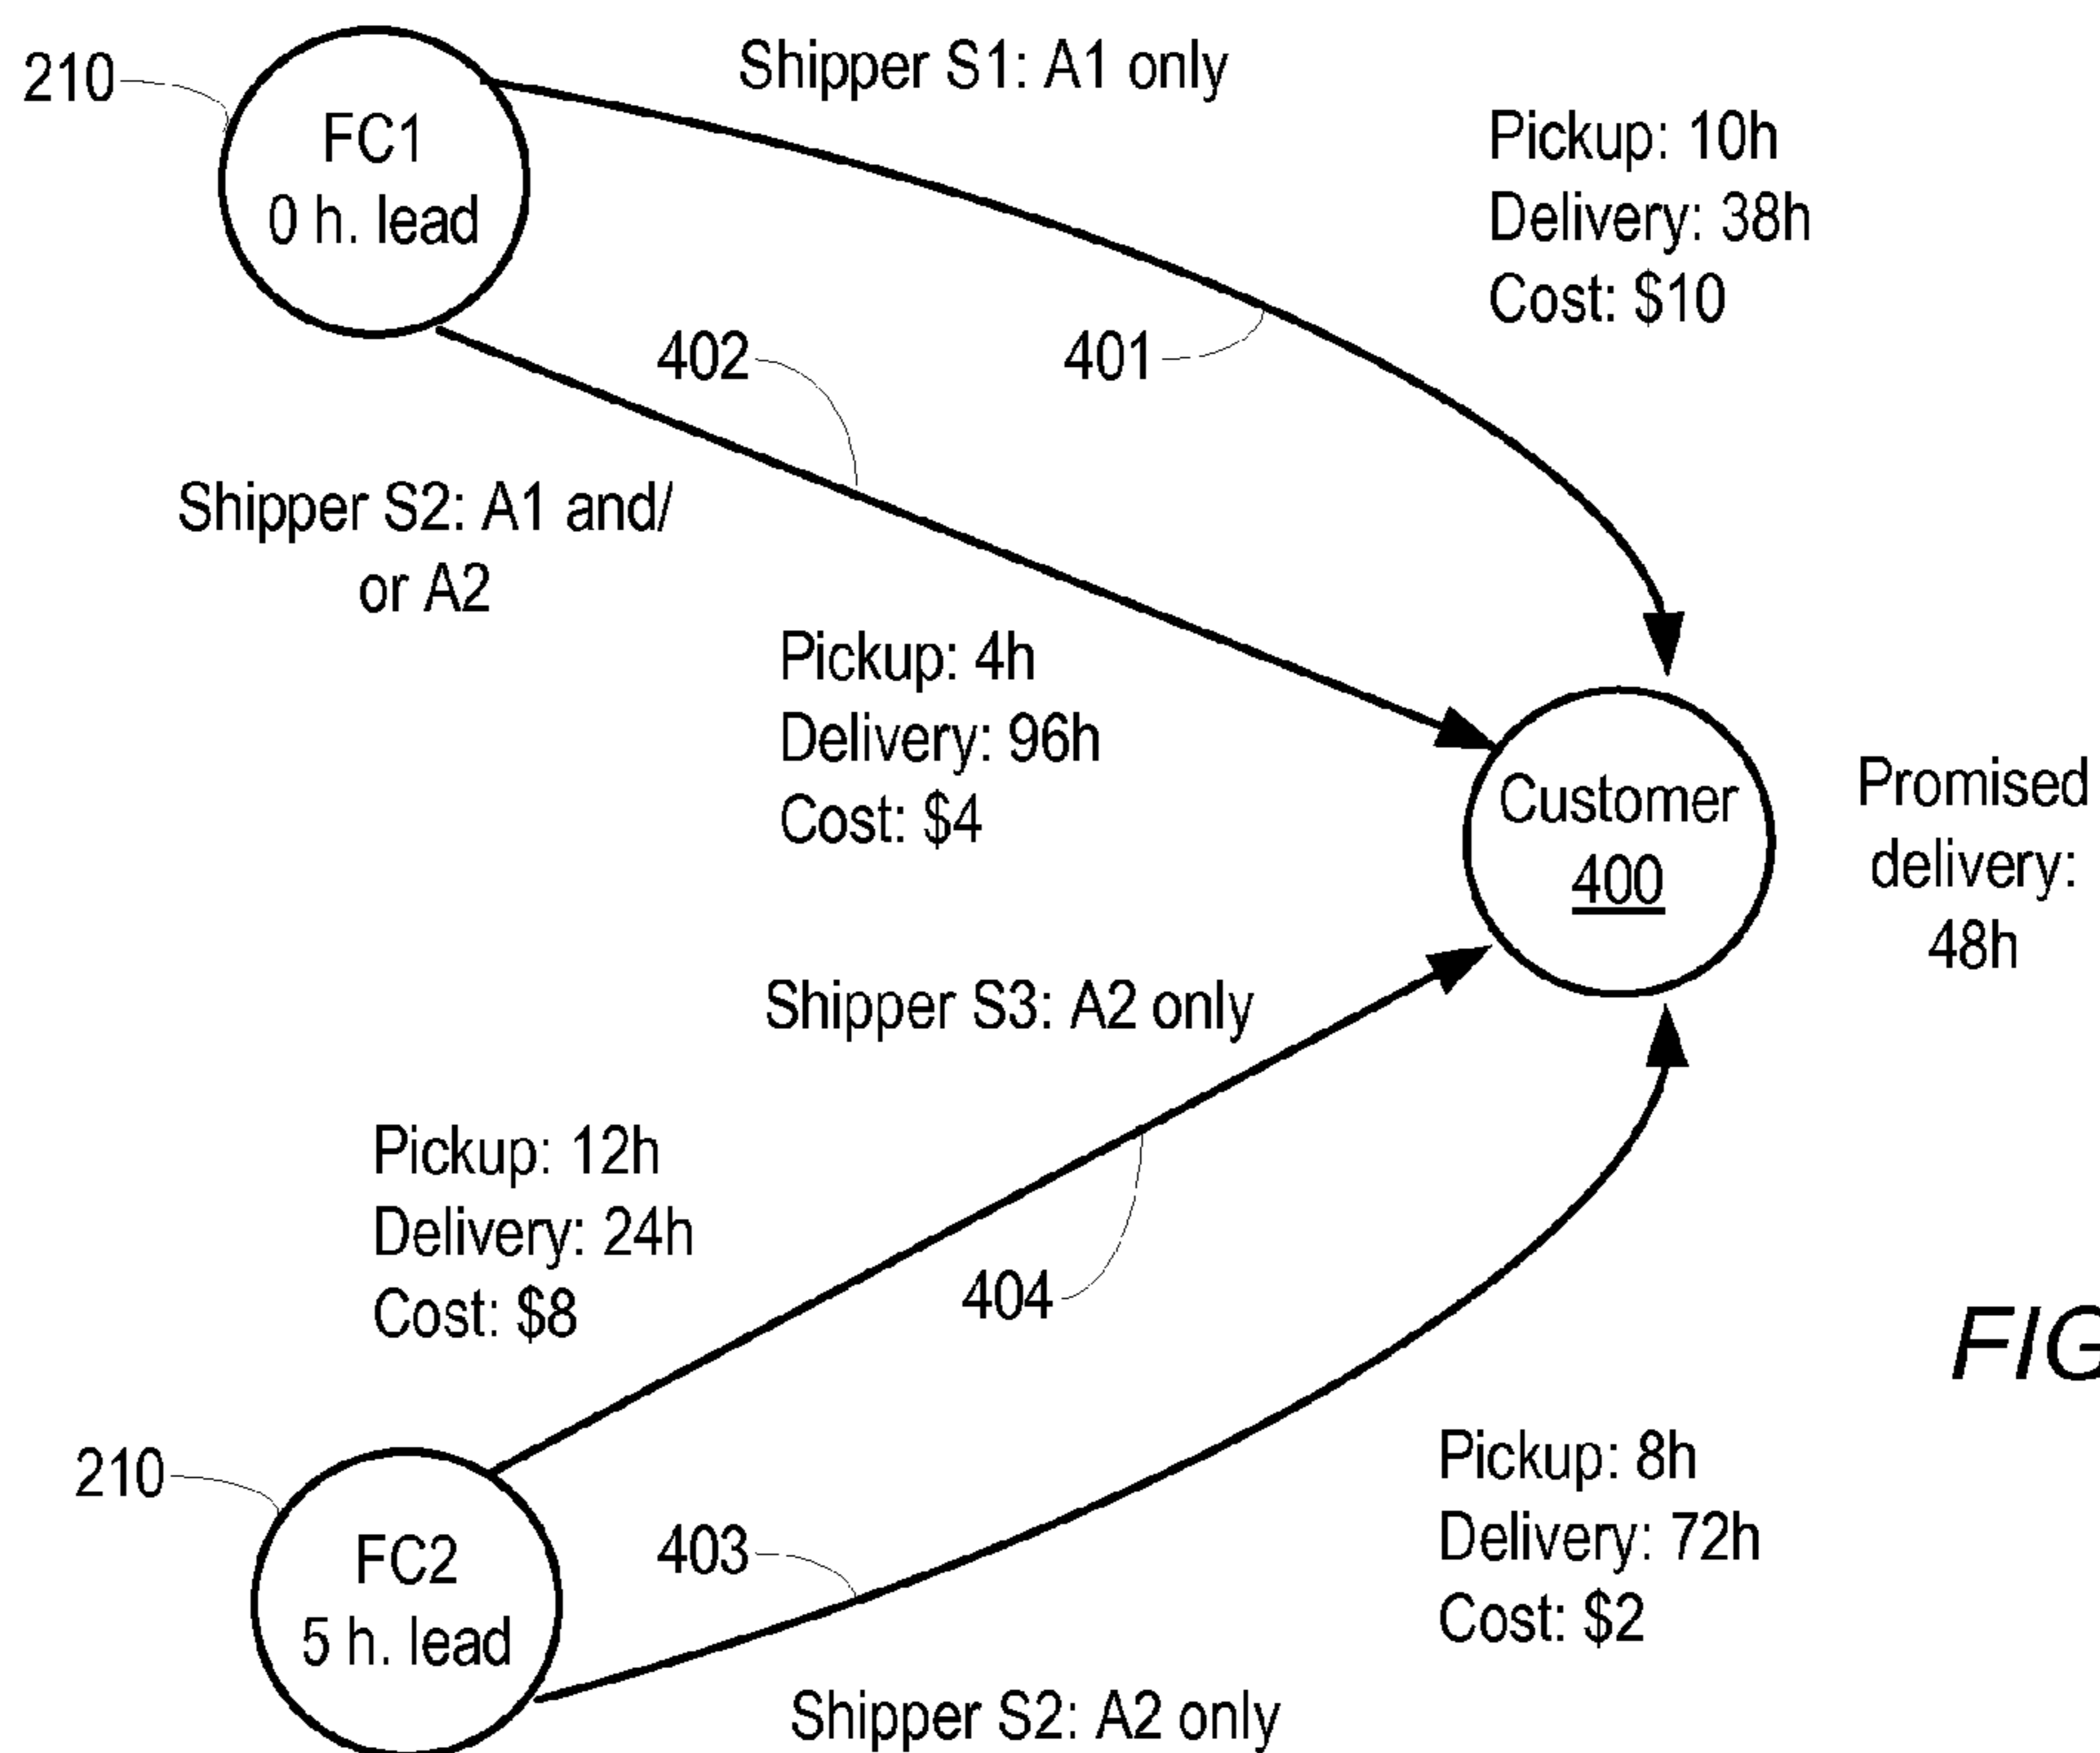 210
FC1
0 h. lead
Shipper S1: A1 only
Pickup: 10h
Delivery: 38h
Cost: $10
402
401
Shipper S2: A1 and/
or A2
Pickup: 4h
Delivery: 96h
Cost: $4
Customer
400
Promised
delivery:
48h
Shipper S3: A2 only
Pickup: 12h
Delivery: 24h
Cost: $8
404
FIG
210
FC2
5 h. lead
403
Pickup: 8h
Delivery: 72h
Cost: $2
Shipper S2: A2 only